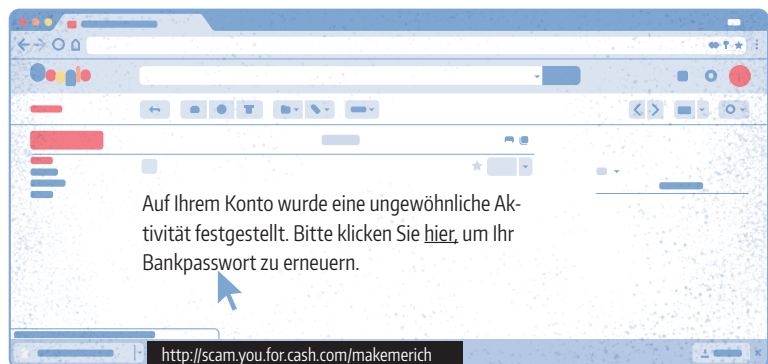 Auf Ihrem Konto wurde eine ungewöhnliche Ak-
tivität festgestellt. Bitte klicken Sie hier, um Ihr
Bankpasswort zu erneuern.
http://scam.you.for.cash.com/makemerich